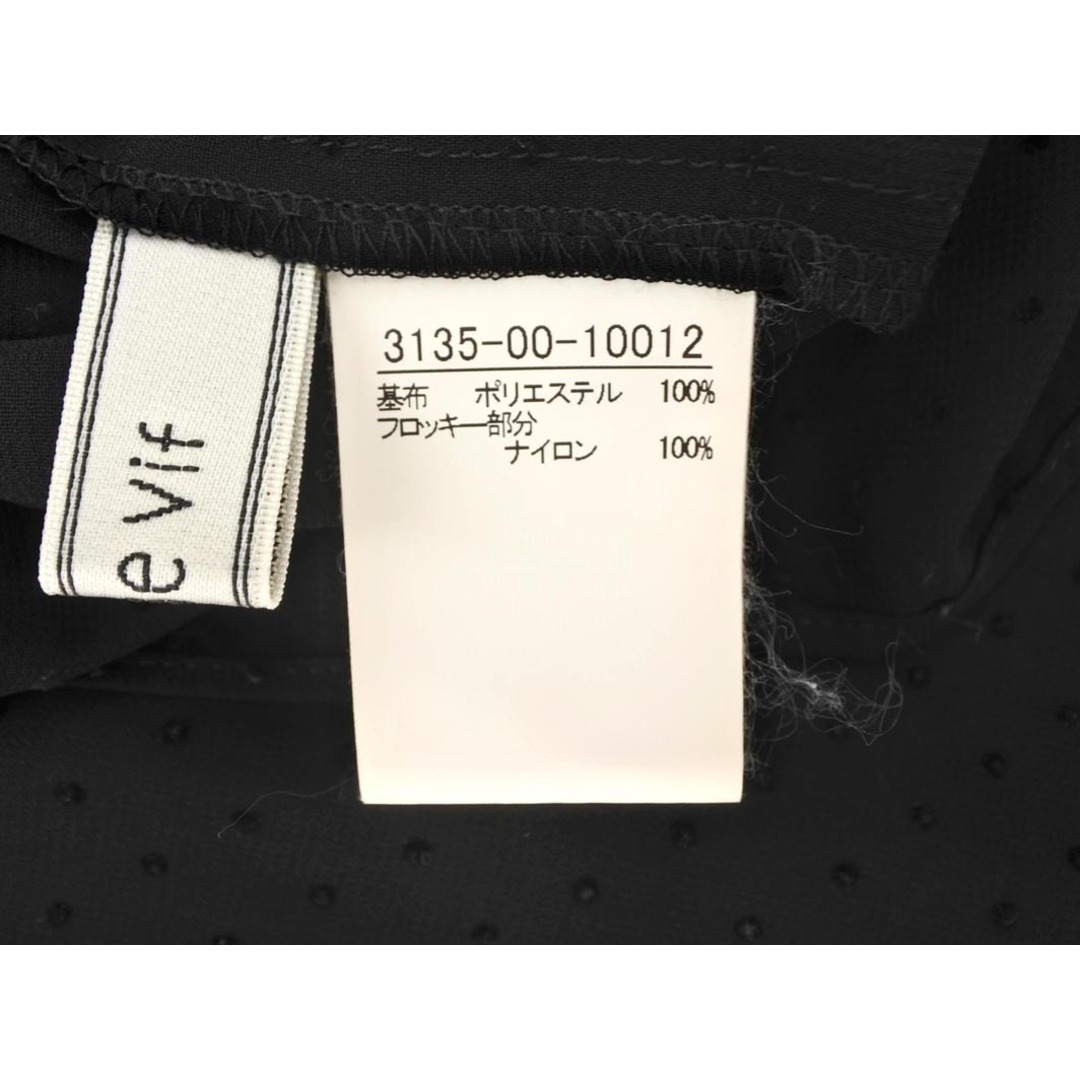 e vif
3135-00-10012
基布 ポリエステル 100%
フロッキー部分
ナイロン 100%